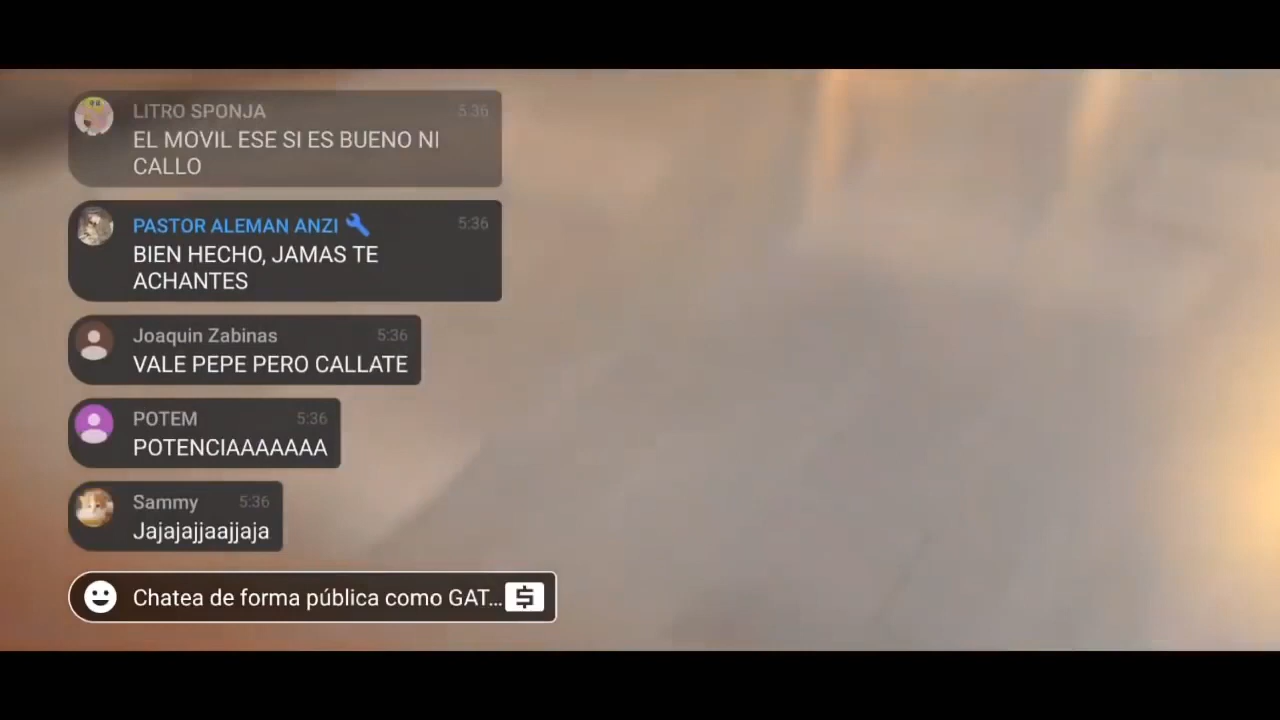 LITRO SPONJA 5:36
EL MOVIL ESE SI ES BUENO NI
CALLO
PASTOR ALEMAN ANZI 5:36
BIEN HECHO, JAMAS TE
ACHANTES
Joaquin Zabinas 5:36
VALE PEPE PERO CALLATE
POTEM 5:36
POTENCIAAAAAAA
Sammy 5:36
Jajajajjaajjaja
Chatea de forma pública como GAT... $